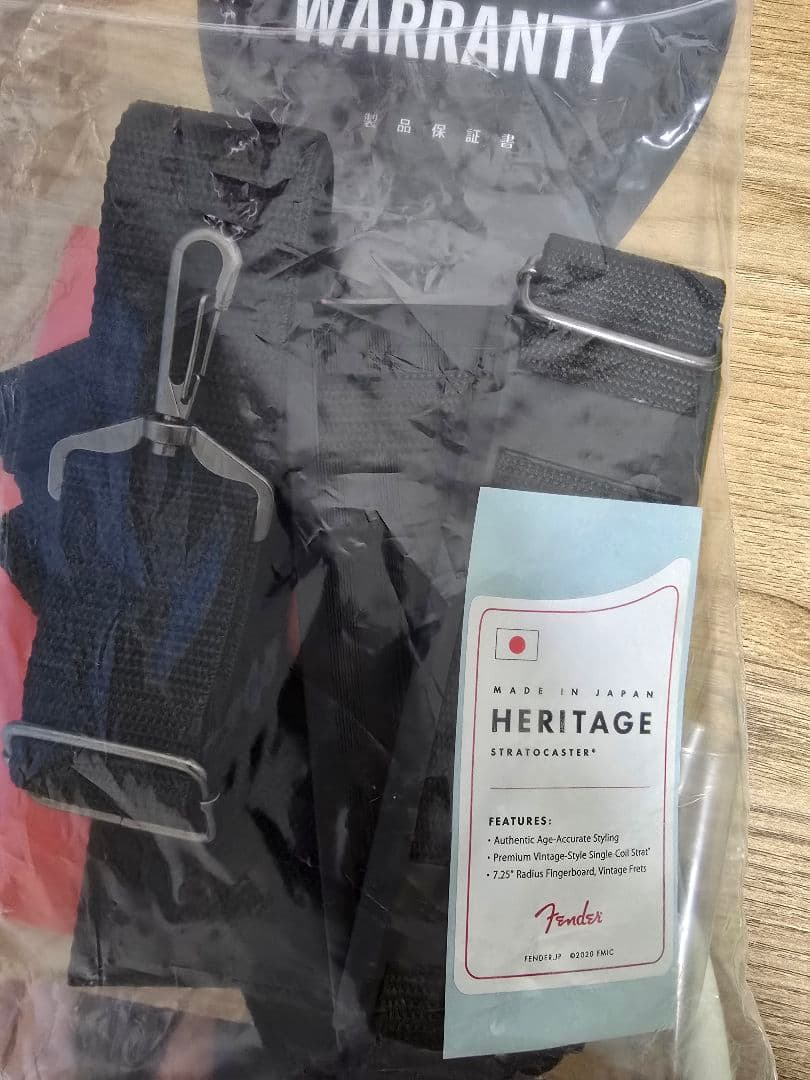 WARRANTY
製品保証書
MADE IN JAPAN
HERITAGE
STRATOCASTER®
FEATURES:
• Authentic Age-Accurate Styling
• Premium Vintage-Style Single-Coil Strat®
• 7.25" Radius Fingerboard, Vintage Frets
Fender
FENDER.JP ©2020 FMIC